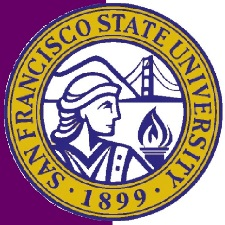 SAN FRANCISCO STATE UNIVERSITY
· 1899 ·